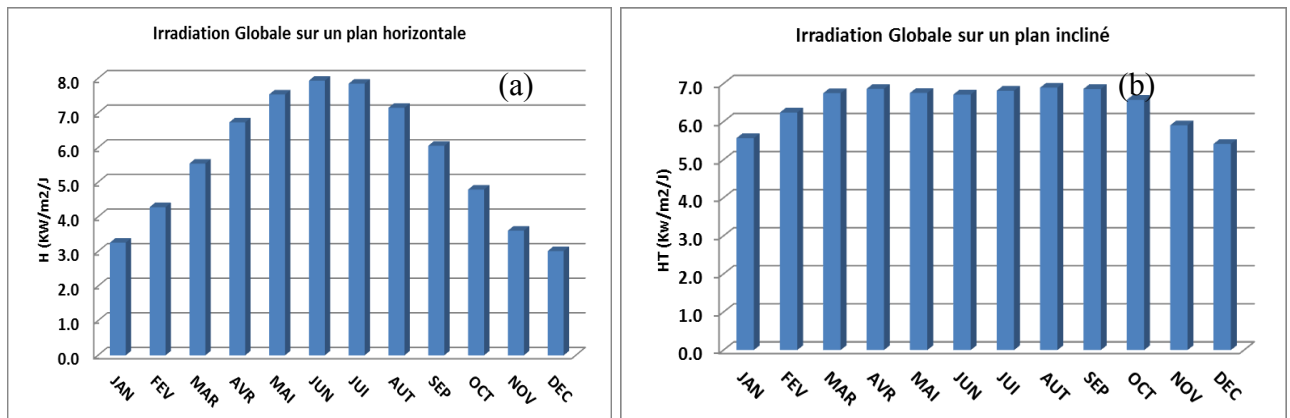 Irradiation Globale sur un plan horizontale
(a)
H (KW/m2/J
8.0
7.0
6.0
5.0
4.0
3.0
2.0
1.0
0.0
JAN FEV MAR AVR MAI JUN JUI AUT SEP OCT NOV DEC
Irradiation Globale sur un plan incliné
(b)
HT (Kw/m2/J)
7.0
6.0
5.0
4.0
3.0
2.0
1.0
0.0
JAN FEV MAR AVR MAI JUN JUI AUT SEP OCT NOV DEC